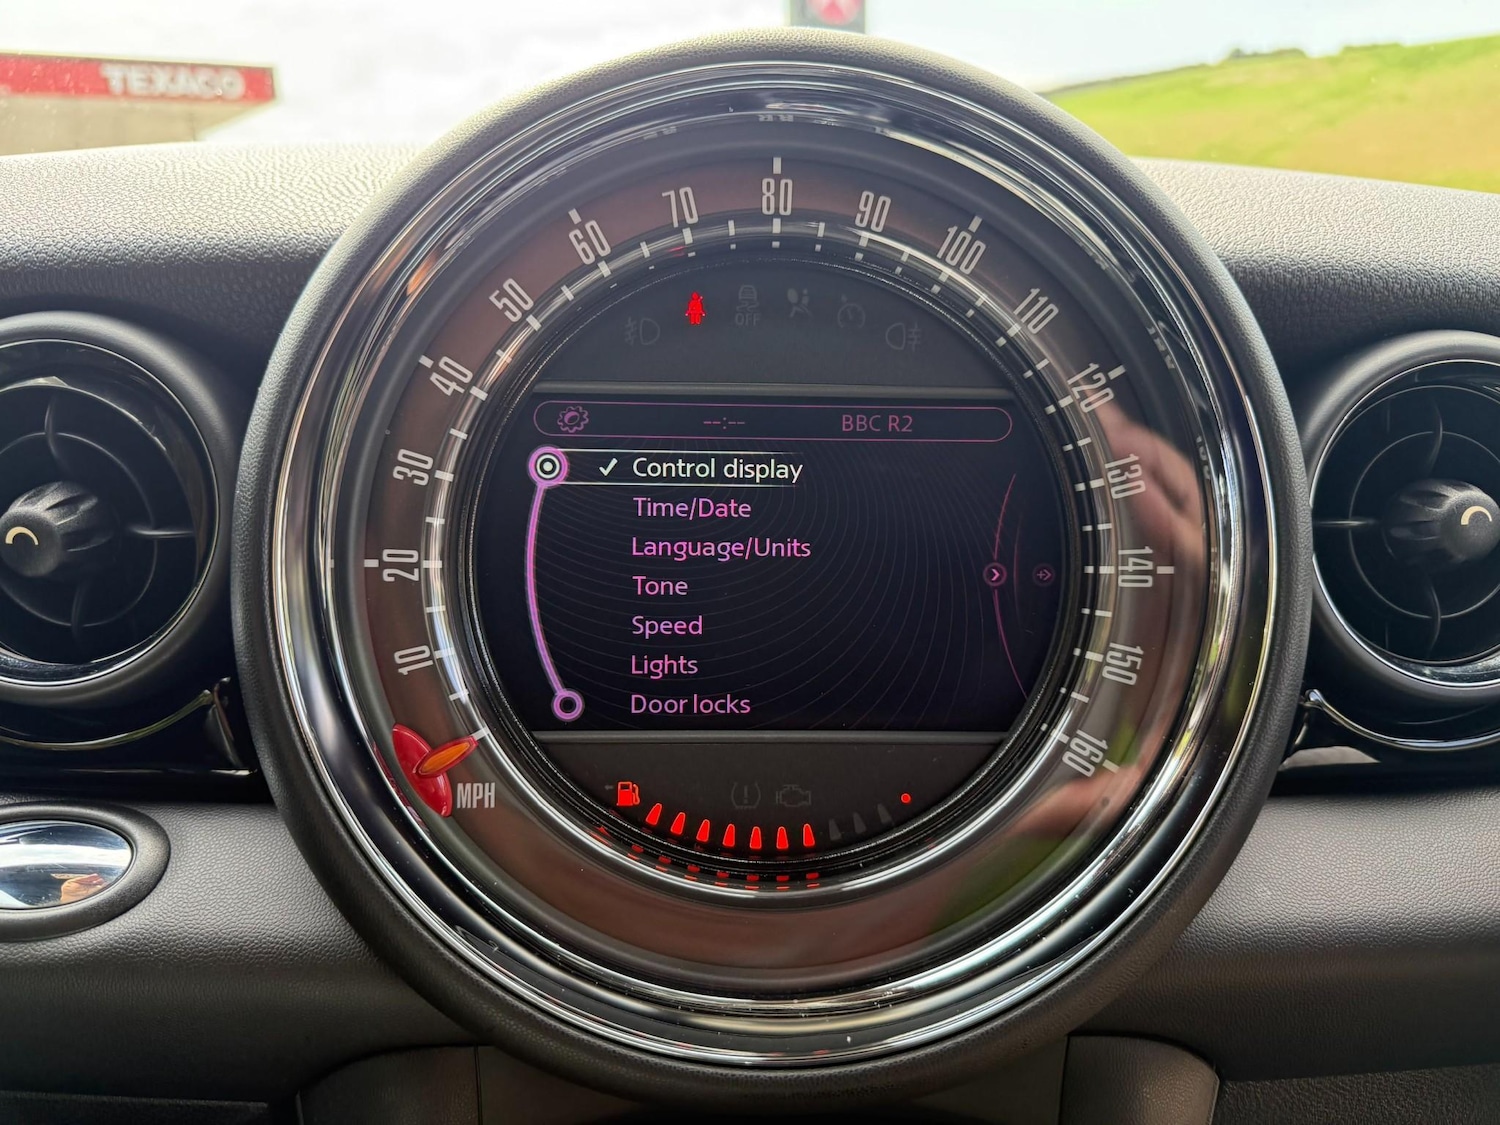 TEXACO
10
20
30
40
50
60
70
80
90
100
110
120
130
140
150
160
MPH
OFF
--:-- BBC R2
Control display
Time/Date
Language/Units
Tone
Speed
Lights
Door locks